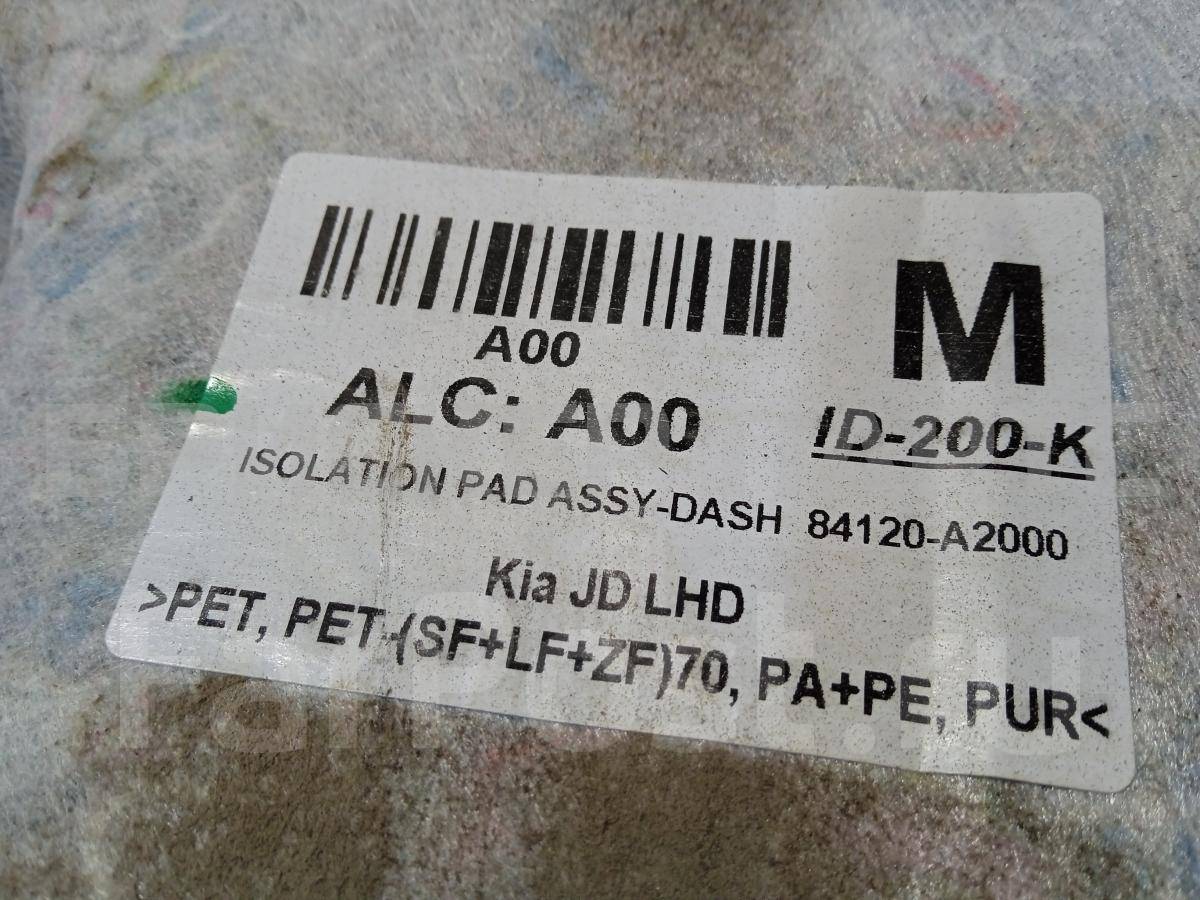 A00
M
ALC: A00
ID-200-K
ISOLATION PAD ASSY-DASH 84120-A2000
Kia JD LHD
>PET, PET-(SF+LF+ZF)70, PA+PE, PUR<